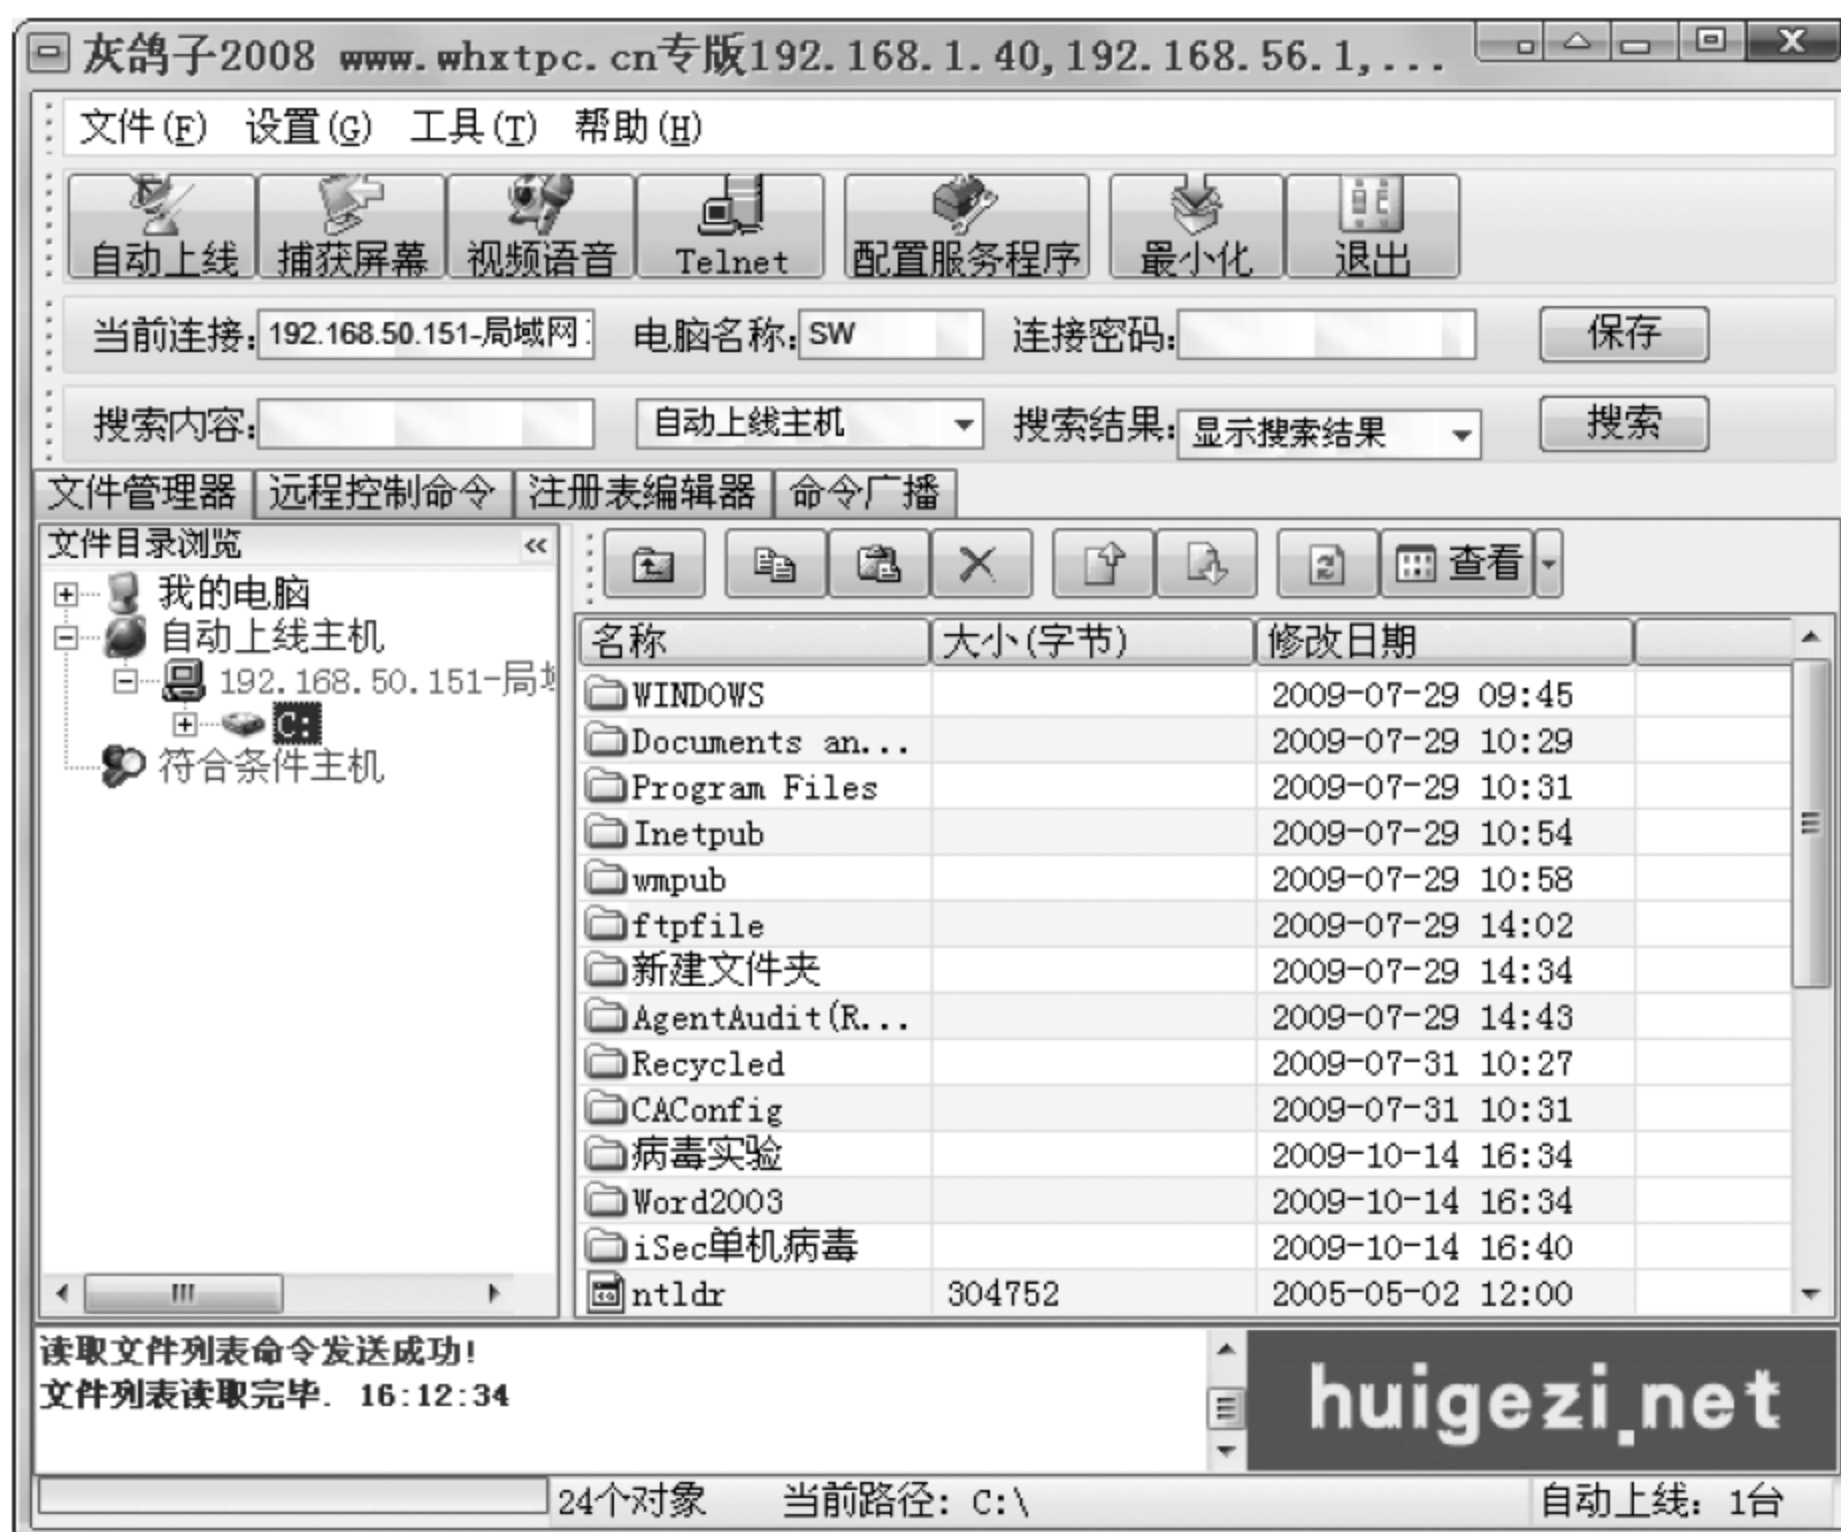 灰鸽子2008 www.whxtpc.cn专版192.168.1.40,192.168.56.1,...
文件(F) 设置(G) 工具(T) 帮助(H)
自动上线 捕获屏幕 视频语音 Telnet 配置服务程序 最小化 退出
当前连接: 192.168.50.151-局域网 电脑名称: SW 连接密码: 保存
搜索内容: 自动上线主机 搜索结果: 显示搜索结果 搜索
文件管理器 远程控制命令 注册表编辑器 命令广播
文件目录浏览 «
查看
我的电脑
自动上线主机
192.168.50.151-局
C:
符合条件主机
名称 大小(字节) 修改日期
WINDOWS 2009-07-29 09:45
Documents an... 2009-07-29 10:29
Program Files 2009-07-29 10:31
Inetpub 2009-07-29 10:54
wmpub 2009-07-29 10:58
ftpfile 2009-07-29 14:02
新建文件夹 2009-07-29 14:34
AgentAudit(R... 2009-07-29 14:43
Recycled 2009-07-31 10:27
CAConfig 2009-07-31 10:31
病毒实验 2009-10-14 16:34
Word2003 2009-10-14 16:34
iSec单机病毒 2009-10-14 16:40
ntldr 304752 2005-05-02 12:00
读取文件列表命令发送成功!
文件列表读取完毕. 16:12:34
huigezi.net
24个对象 当前路径: C:\ 自动上线: 1台